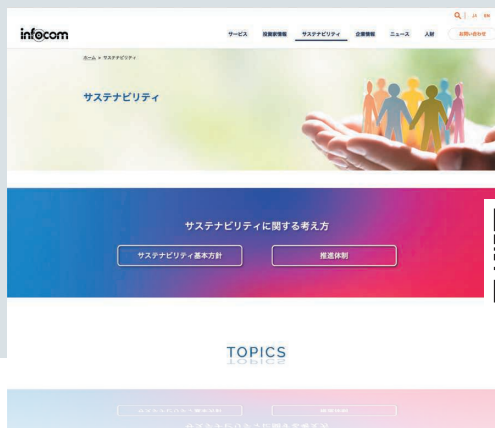 JA EN
infocom
サービス 投資家情報 サステナビリティ 企業情報 ニュース 人財 お問い合わせ
ホーム > サステナビリティ
サステナビリティ
サステナビリティに関する考え方
サステナビリティ基本方針 推進体制
TOPICS